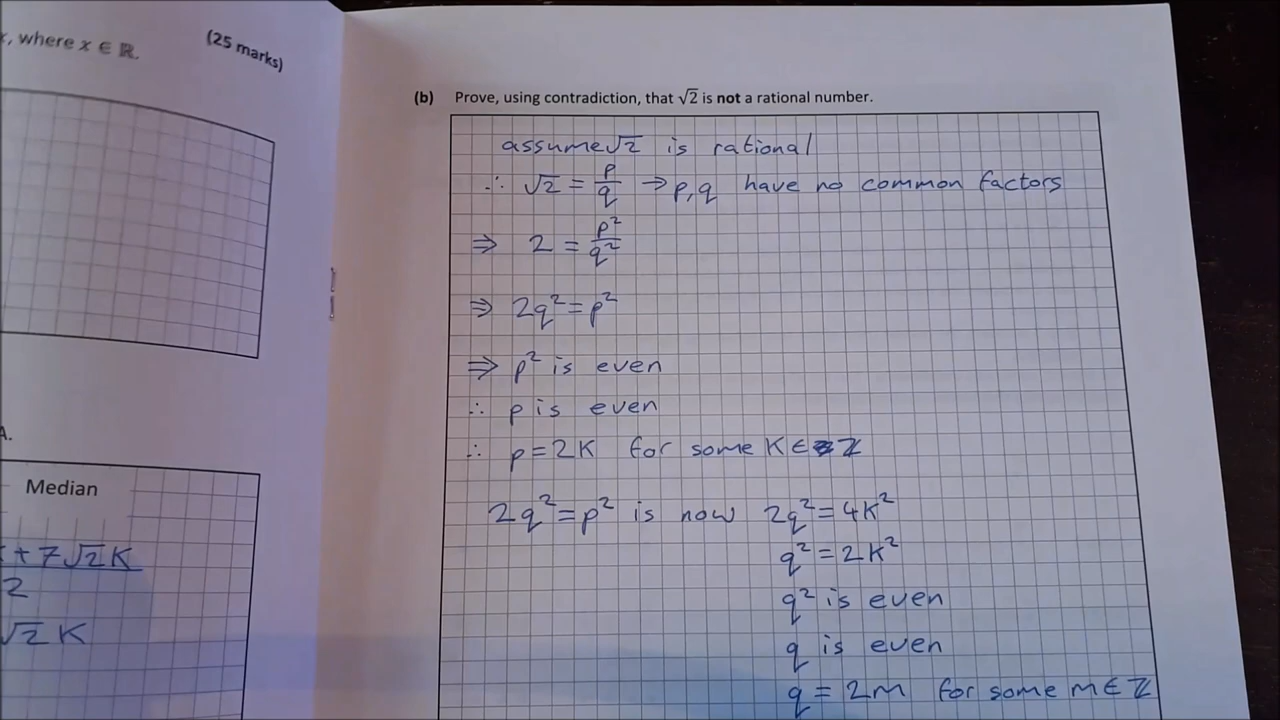 , where x ∈ ℝ.
(25 marks)
A.
Median
+ 7√2K
2
√2 K
(b) Prove, using contradiction, that √2 is not a rational number.
assume √2 is rational
∴ √2 = p/q → p,q have no common factors
⇒ 2 = p²/q²
⇒ 2q² = p²
⇒ p² is even
∴ p is even
∴ p = 2K for some K ∈ ℤ
2q² = p² is now 2q² = 4K²
q² = 2K²
q² is even
q is even
q = 2m for some m ∈ ℤ